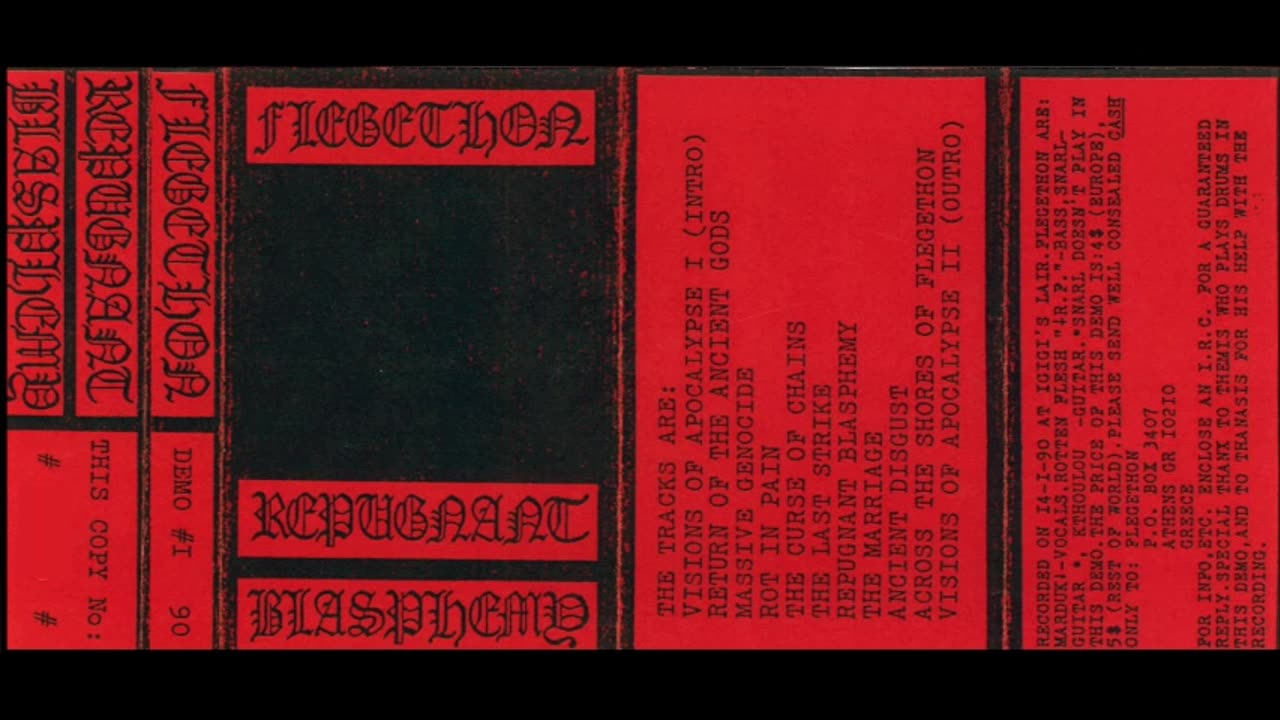 BLASPHEMY
REPUGNANT
FLEGETHON
#
#
THIS COPY No:
DEMO #I 90
FLEGETHON
REPUGNANT
BLASPHEMY
THE TRACKS ARE:
VISIONS OF APOCALYPSE I (INTRO)
RETURN OF THE ANCIENT GODS
MASSIVE GENOCIDE
ROT IN PAIN
THE CURSE OF CHAINS
THE LAST STRIKE
REPUGNANT BLASPHEMY
THE MARRIAGE
ANCIENT DISGUST
ACROSS THE SHORES OF FLEGETHON
VISIONS OF APOCALYPSE II (OUTRO)
RECORDED ON I4-I-90 AT IGIGI'S LAIR.FLEGETHON ARE:
MARDUK!-VOCALS,ROTTEN FLESH "†R.P."-BASS,SNARL-
GUITAR *, KTHOULOU -GUITAR.*SNARL DOESN'T PLAY IN
THIS DEMO.THE PRICE OF THIS DEMO IS:4$ (EUROPE),
5$ (REST OF WORLD),PLEASE SEND WELL CONSEALED CASH
ONLY TO: FLEGETHON
P.O. BOX 3407
ATHENS GR I02IO
GREECE
FOR INFO,ETC. ENCLOSE AN I.R.C. FOR A GUARANTEED
REPLY.SPECIAL THANX TO THEMIS WHO PLAYS DRUMS IN
THIS DEMO,AND TO THANASIS FOR HIS HELP WITH THE
RECORDING.